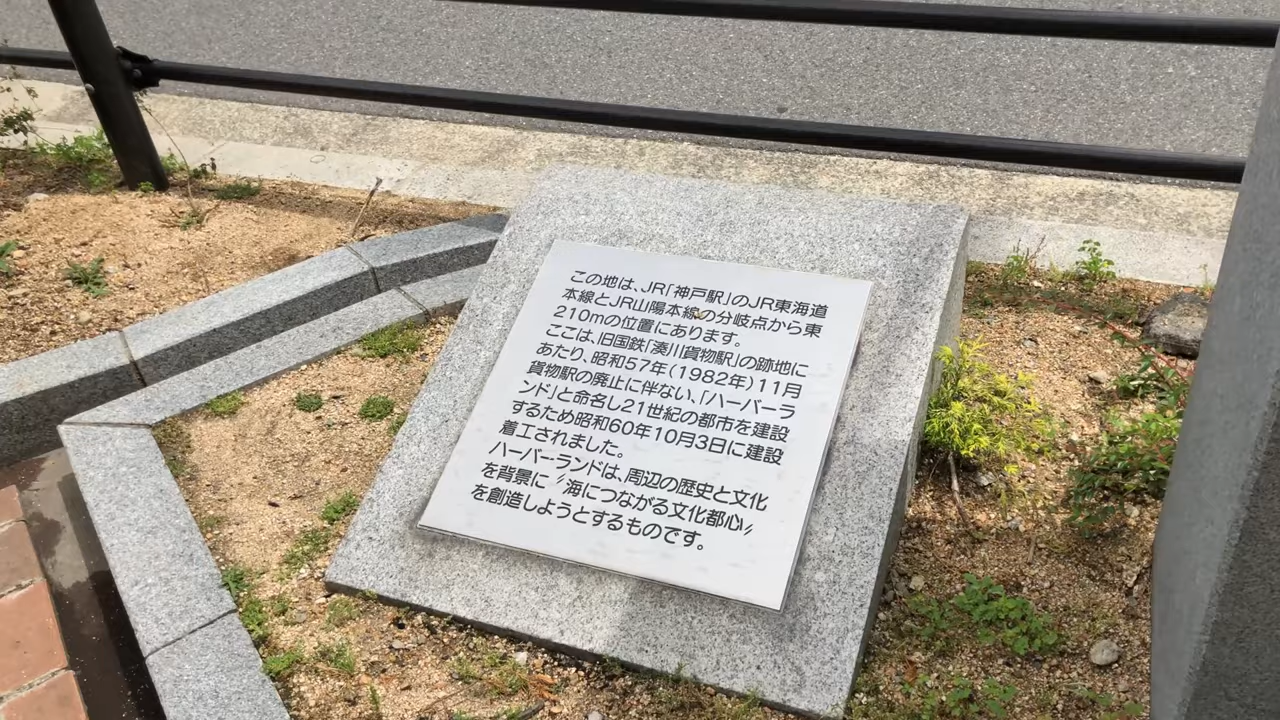 この地は、JR「神戸駅」のJR東海道
本線とJR山陽本線の分岐点から東
210mの位置にあります。
ここは、旧国鉄「湊川貨物駅」の跡地に
あたり、昭和57年(1982年)11月
貨物駅の廃止に伴ない、「ハーバーラ
ンド」と命名し21世紀の都市を建設
するため昭和60年10月3日に建設
着工されました。
ハーバーランドは、周辺の歴史と文化
を背景に〝海につながる文化都心〟
を創造しようとするものです。